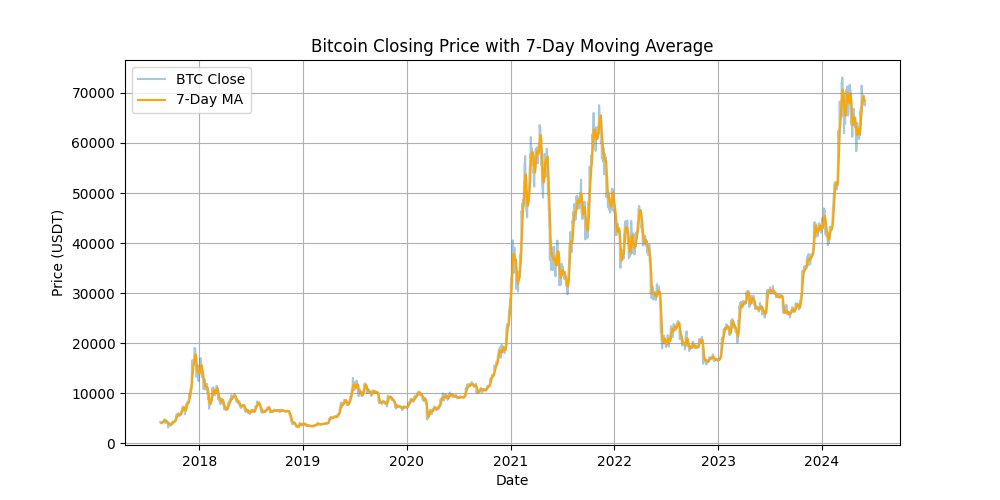 Bitcoin Closing Price with 7-Day Moving Average
BTC Close
7-Day MA
Price (USDT)
70000
60000
50000
40000
30000
20000
10000
0
2018 2019 2020 2021 2022 2023 2024
Date